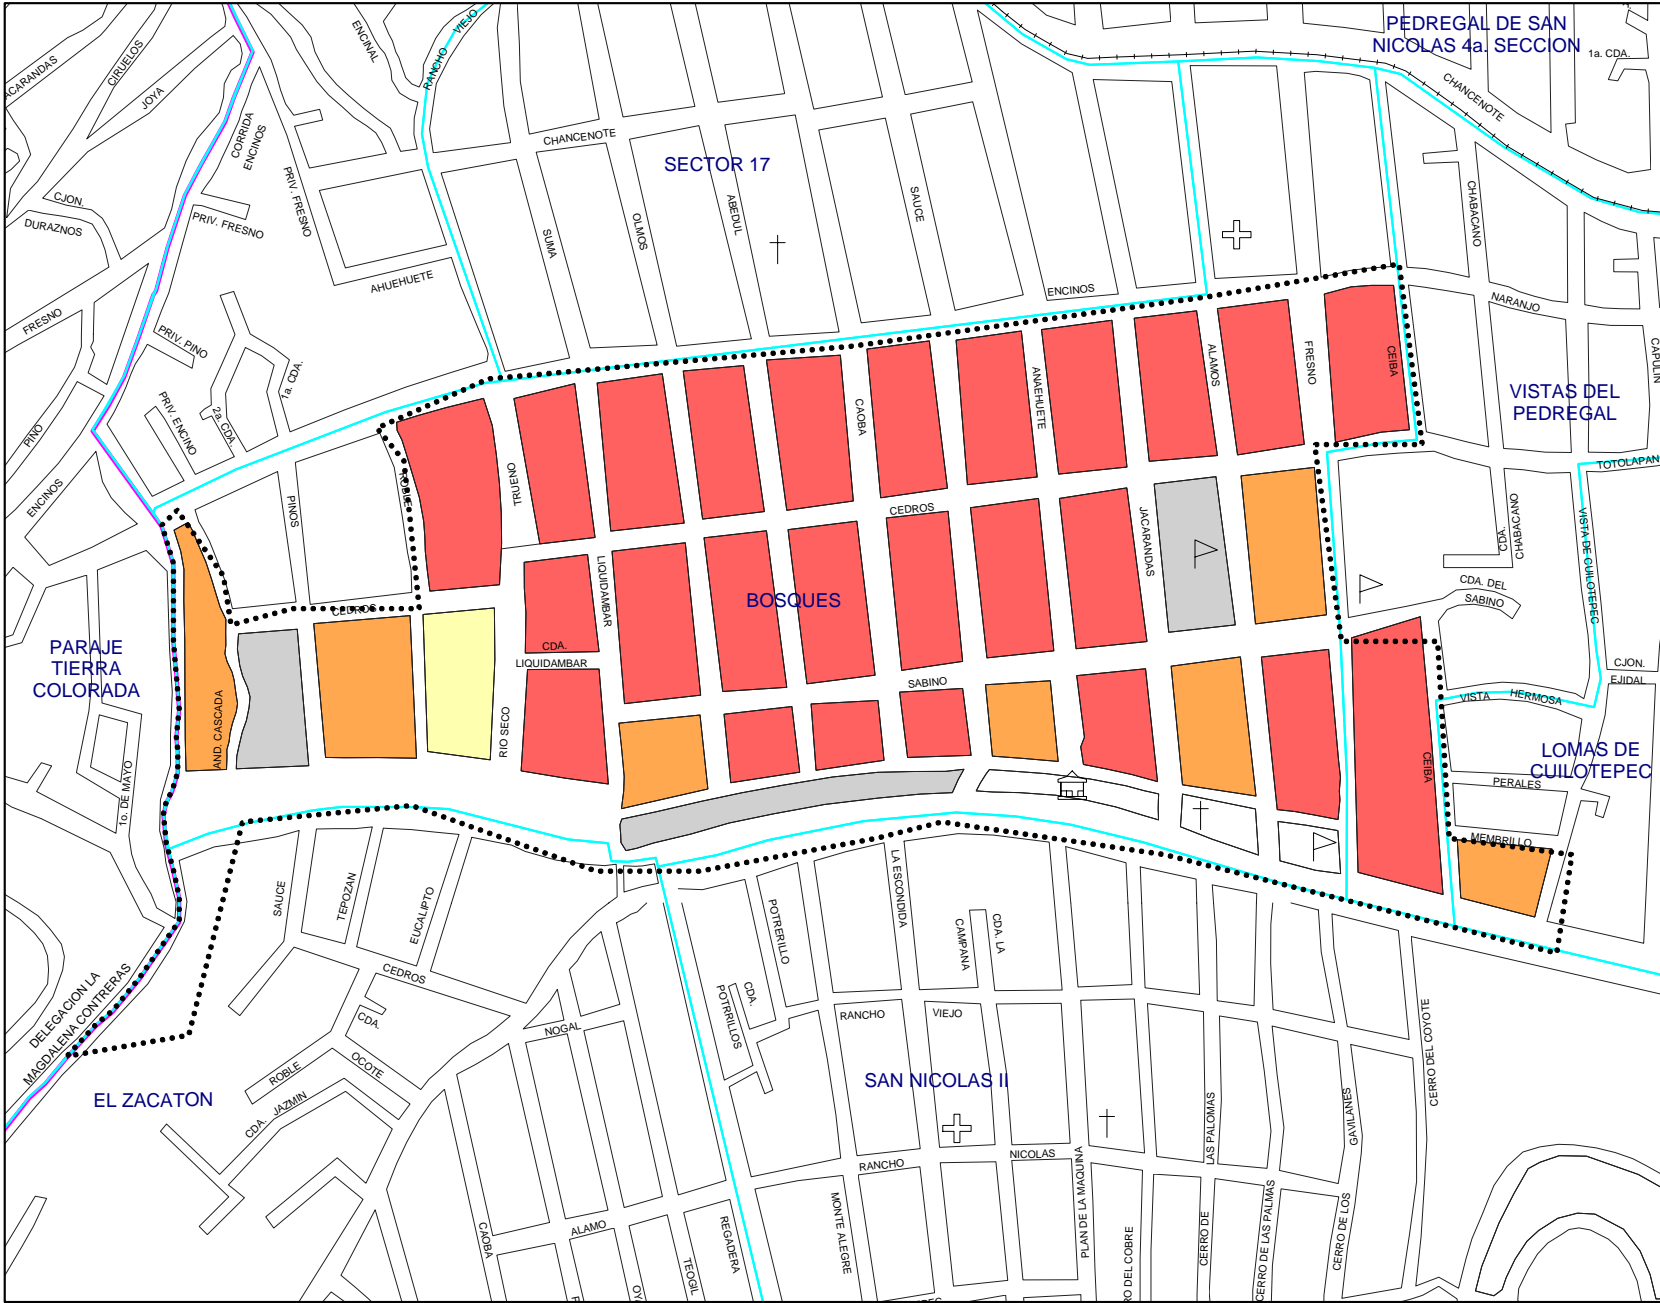 PEDREGAL DE SAN
NICOLAS 4a. SECCION
1a. CDA.
CHANCENOTE
RANCHO
VIEJO
ENCINAL
CIRUELOS
JOYA
CORRIDA
ENCINOS
CHANCENOTE
SECTOR 17
PRIV. FRESNO
PRIV. FRESNO
CJON.
DURAZNOS
SUMA
OLMOS
ABEDUL
SAUCE
CHABACANO
AHUEHUETE
ENCINOS
NARANJO
FRESNO
PRIV. PINO
1a. CDA.
2a. CDA.
PRIV. ENCINO
PINO
ENCINOS
CAPULIN
ALAMOS
FRESNO
CEIBA
ANAEHUETE
CAOBA
VISTAS DEL
PEDREGAL
TOTOLAPAN
PINOS
ROBLE
TRUENO
CEDROS
JACARANDAS
CDA.
CHABACANO
VISTA DE CUILOTEPEC
CDA. DEL
SABINO
LIQUIDAMBAR
BOSQUES
CEDROS
CDA.
LIQUIDAMBAR
SABINO
PARAJE
TIERRA
COLORADA
AND. CASCADA
RIO SECO
CJON.
EJIDAL
VISTA
HERMOSA
LOMAS DE
CUILOTEPEC
CEIBA
PERALES
MEMBRILLO
1o. DE MAYO
SAUCE
TEPOZAN
EUCALIPTO
CEDROS
CDA.
LA ESCONDIDA
POTRERILLO
CDA.
POTRRILLOS
CAMPANA
CDA. LA
DELEGACION LA
MAGDALENA CONTRERAS
NOGAL
RANCHO
VIEJO
CERRO DEL COYOTE
ROBLE
OCOTE
CDA.
JAZMIN
EL ZACATON
SAN NICOLAS II
LAS PALOMAS
GAVILANES
RANCHO
NICOLAS
PLAN DE LA MAQUINA
MONTE ALEGRE
REGADERA
TEOGIL
CAOBA
ALAMO
CERRO DE
CERRO DE LAS PALMAS
CERRO DE LOS